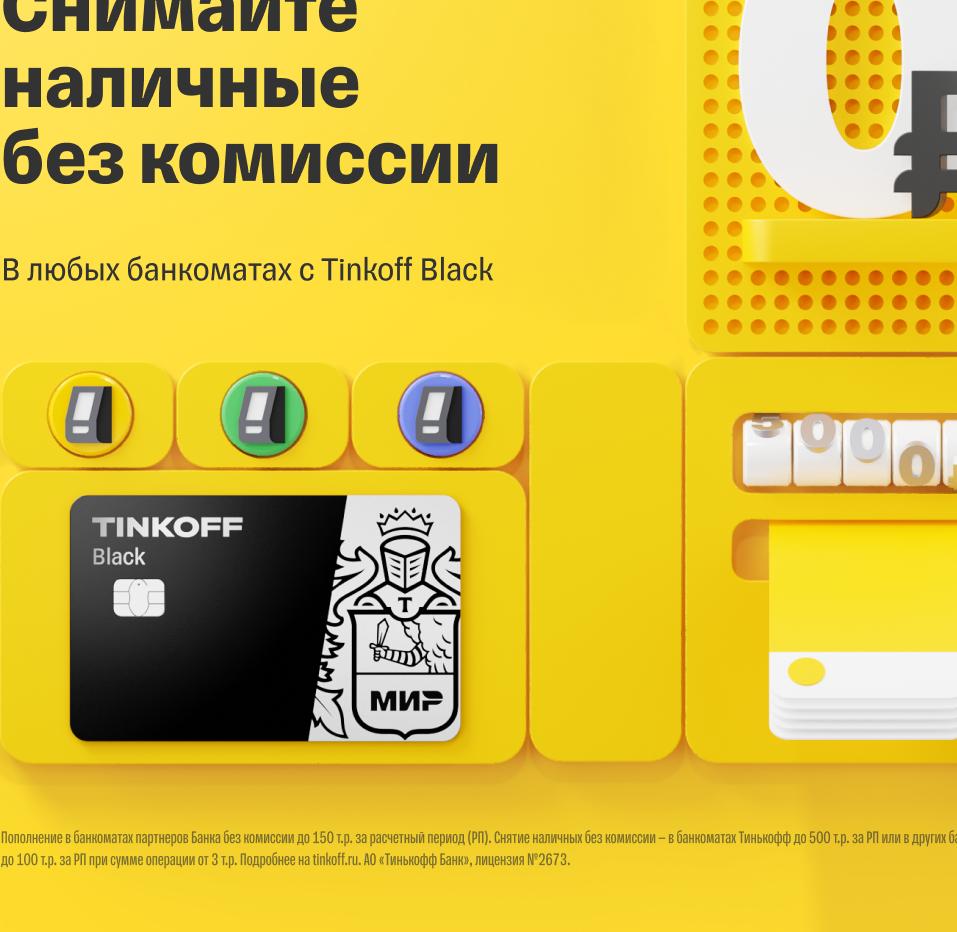 Снимайте
наличные
без комиссии
0
₽
В любых банкоматах с Tinkoff Black
5000
TINKOFF
Black
Т
МИР
Пополнение в банкоматах партнеров Банка без комиссии до 150 т.р. за расчетный период (РП). Снятие наличных без комиссии – в банкоматах Тинькофф до 500 т.р. за РП или в других
до 100 т.р. за РП при сумме операции от 3 т.р. Подробнее на tinkoff.ru. АО «Тинькофф Банк», лицензия №2673.